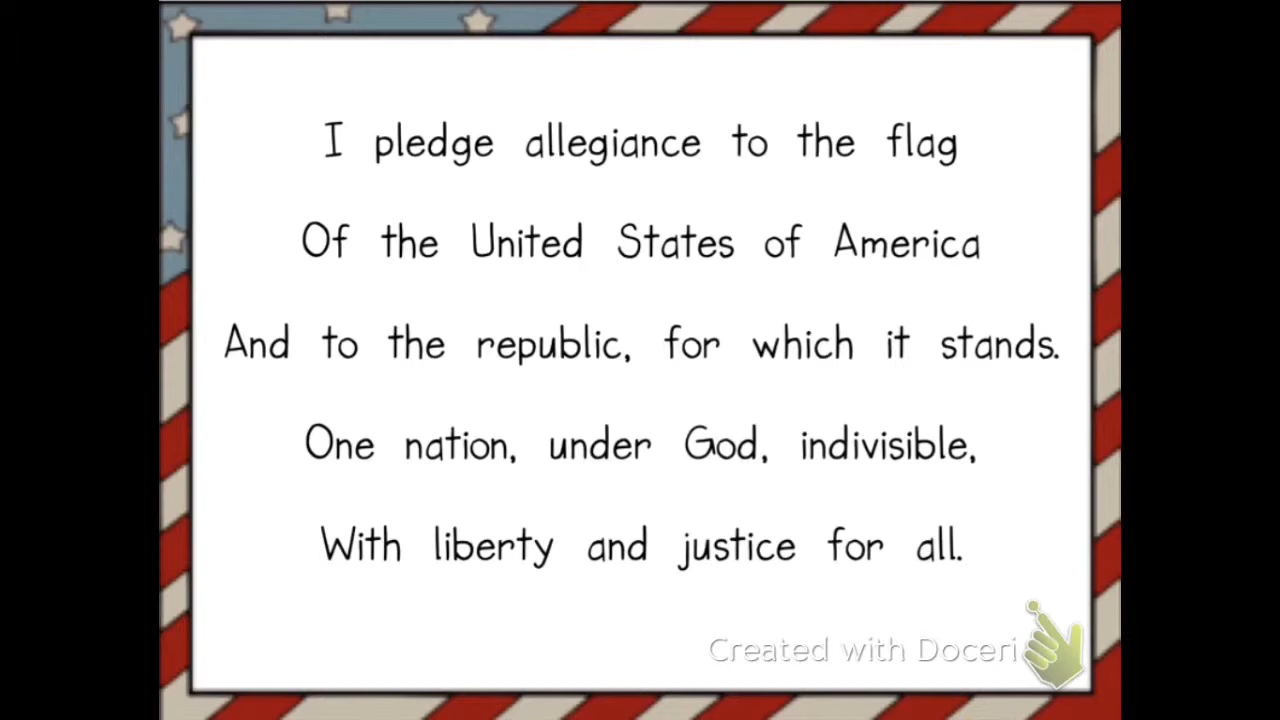 I pledge allegiance to the flag
Of the United States of America
And to the republic, for which it stands.
One nation, under God, indivisible,
With liberty and justice for all.
Created with Doceri